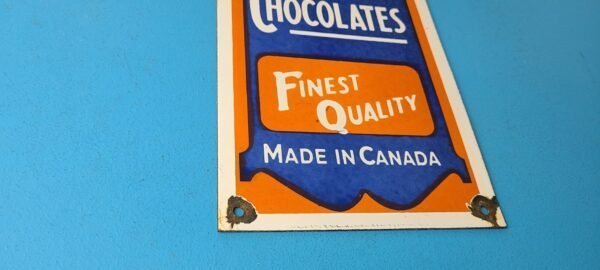 CHOCOLATES
FINEST
QUALITY
MADE IN CANADA